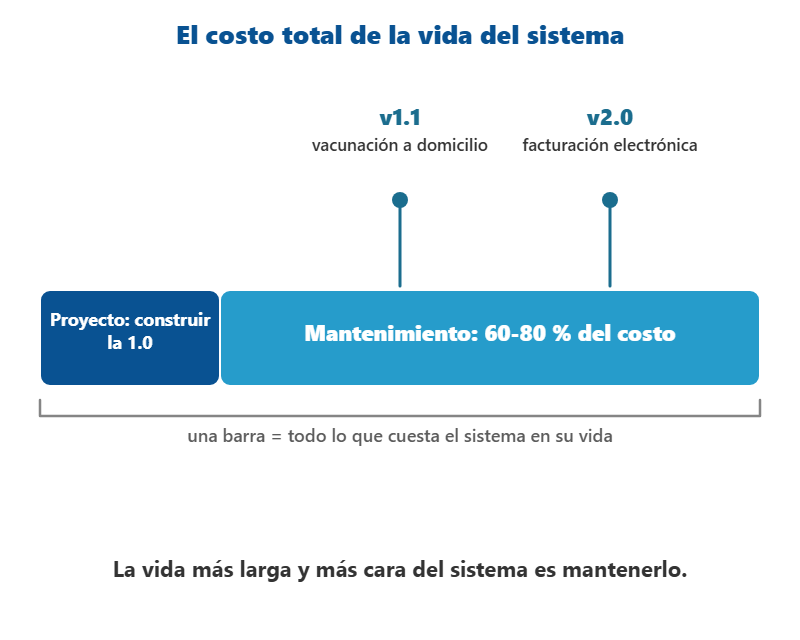 El costo total de la vida del sistema
v1.1
vacunación a domicilio
v2.0
facturación electrónica
Proyecto: construir
la 1.0
Mantenimiento: 60-80 % del costo
una barra = todo lo que cuesta el sistema en su vida
La vida más larga y más cara del sistema es mantenerlo.